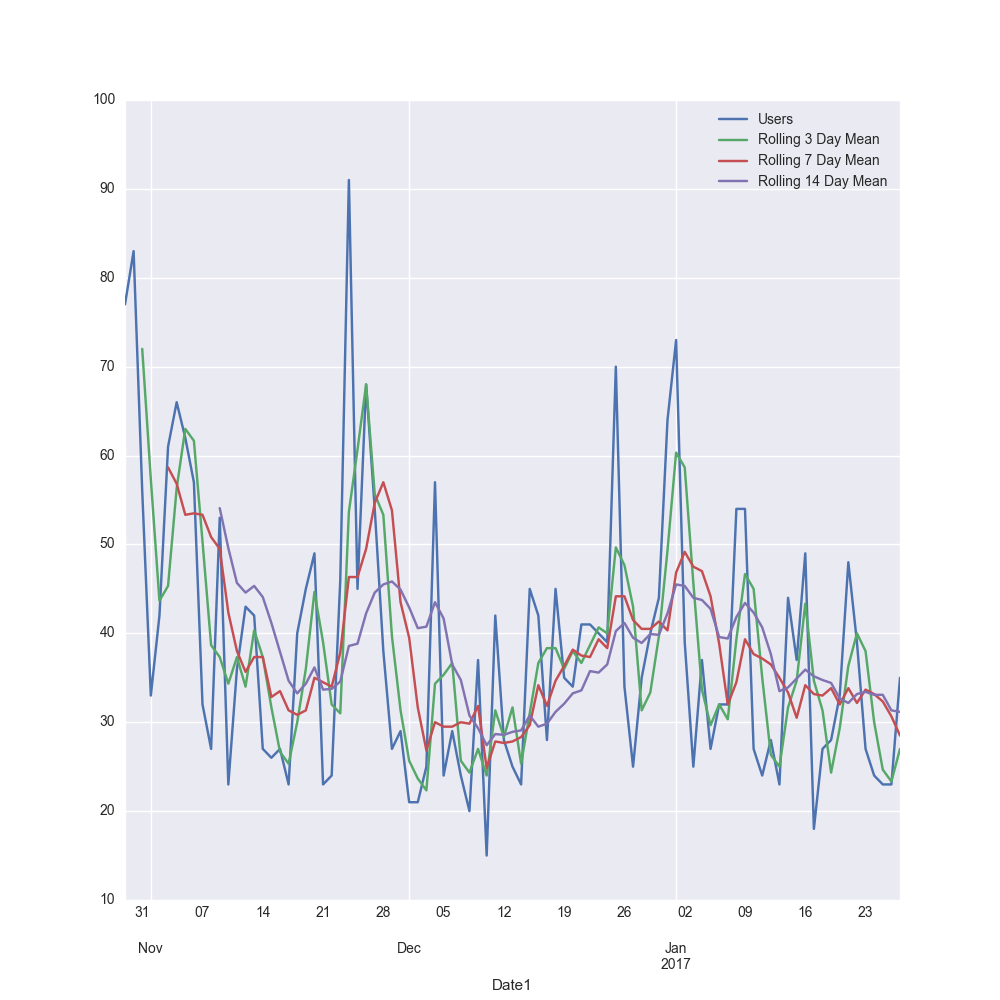 100
90
80
70
60
50
40
30
20
10
Users
Rolling 3 Day Mean
Rolling 7 Day Mean
Rolling 14 Day Mean
31 07 14 21 28 05 12 19 26 02 09 16 23
Nov Dec Jan
2017
Date1